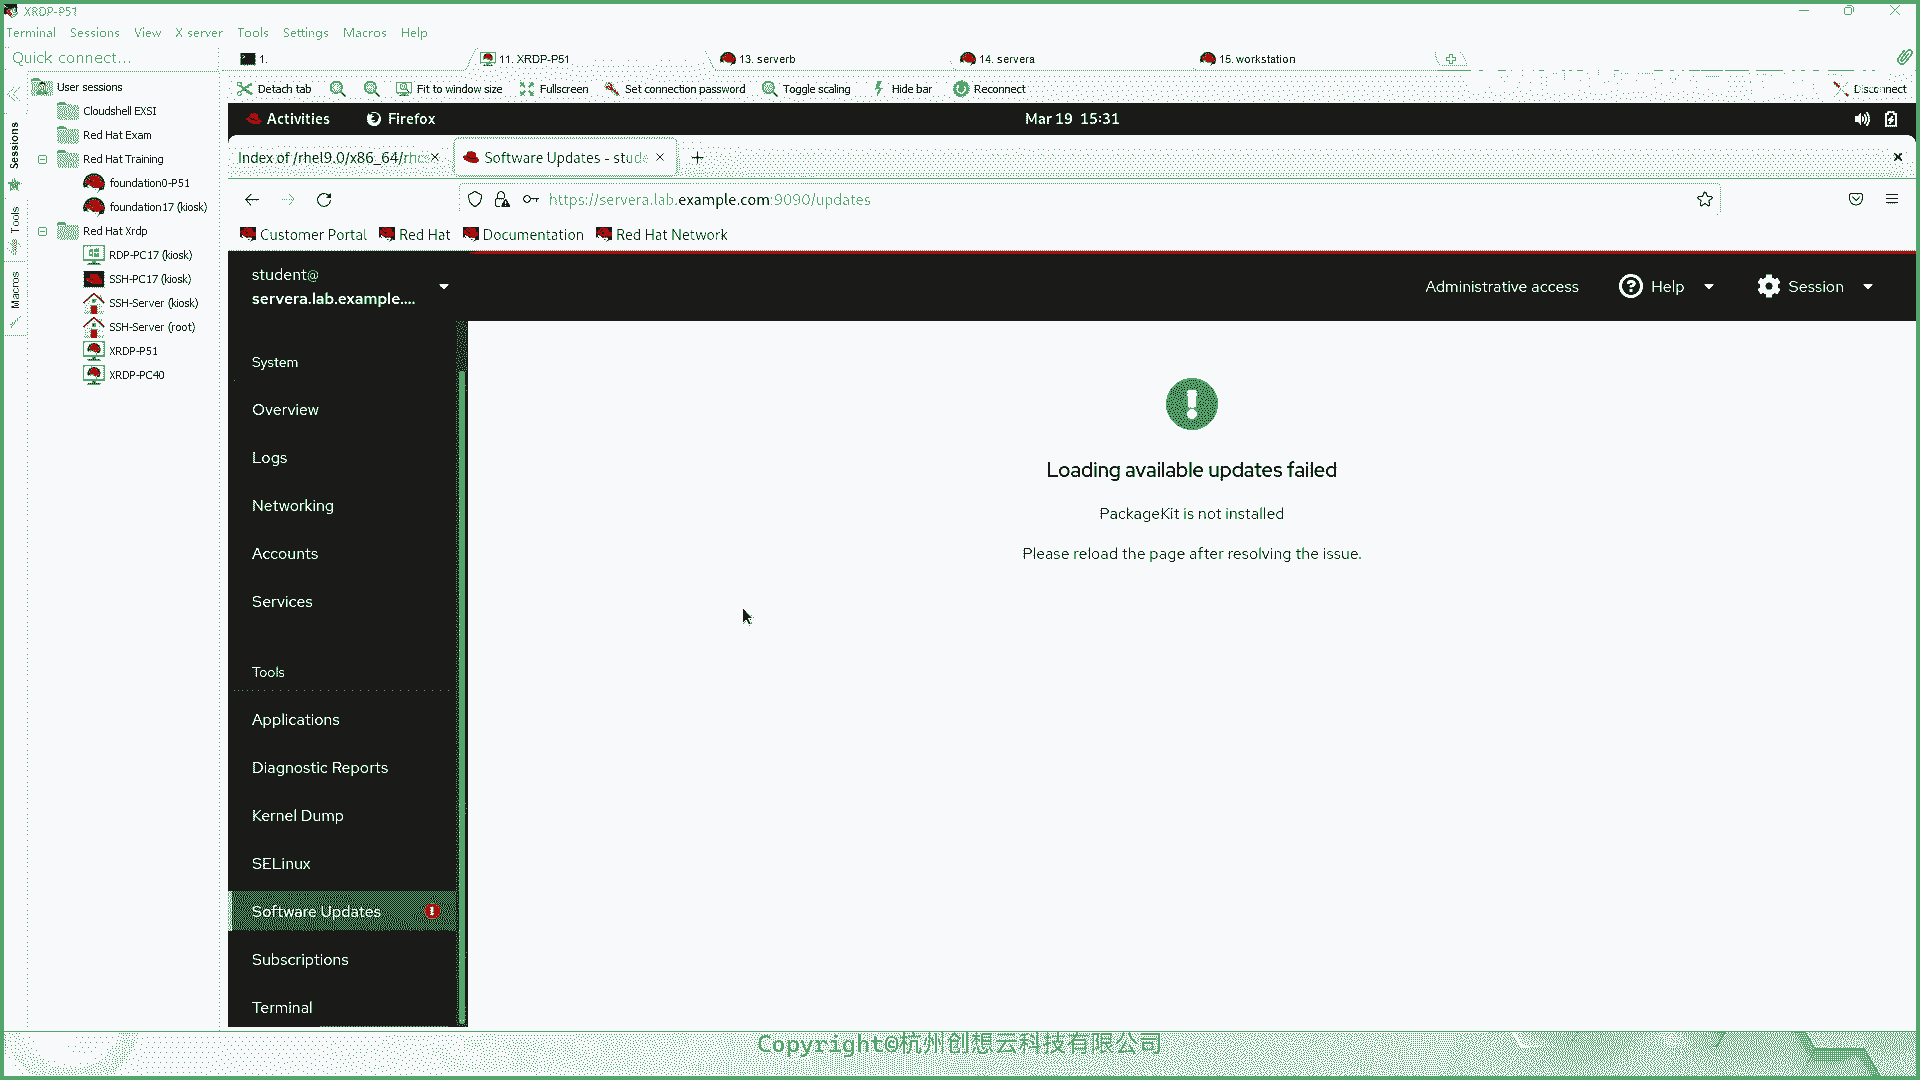 XRDP-P51
Terminal Sessions View X server Tools Settings Macros Help
Quick connect...
1. 11. XRDP-P51 13. serverb 14. servera 15. workstation
Detach tab Fit to window size Fullscreen Set connection password Toggle scaling Hide bar Reconnect Disconnect
User sessions
Cloudshell EXSI
Red Hat Exam
Red Hat Training
foundation0-P51
foundation17 (kiosk)
Red Hat Xrdp
RDP-PC17 (kiosk)
SSH-PC17 (kiosk)
SSH-Server (kiosk)
SSH-Server (root)
XRDP-P51
XRDP-PC40
Sessions
Tools
Macros
Activities Firefox Mar 19 15:31
Index of /rhel9.0/x86_64/rhc Software Updates - stude
https://servera.lab.example.com:9090/updates
Customer Portal Red Hat Documentation Red Hat Network
student@
servera.lab.example....
Administrative access Help Session
System
Overview
Logs
Networking
Accounts
Services
Tools
Applications
Diagnostic Reports
Kernel Dump
SELinux
Software Updates
Subscriptions
Terminal
Loading available updates failed
PackageKit is not installed
Please reload the page after resolving the issue.
Copyright©杭州创想云科技有限公司